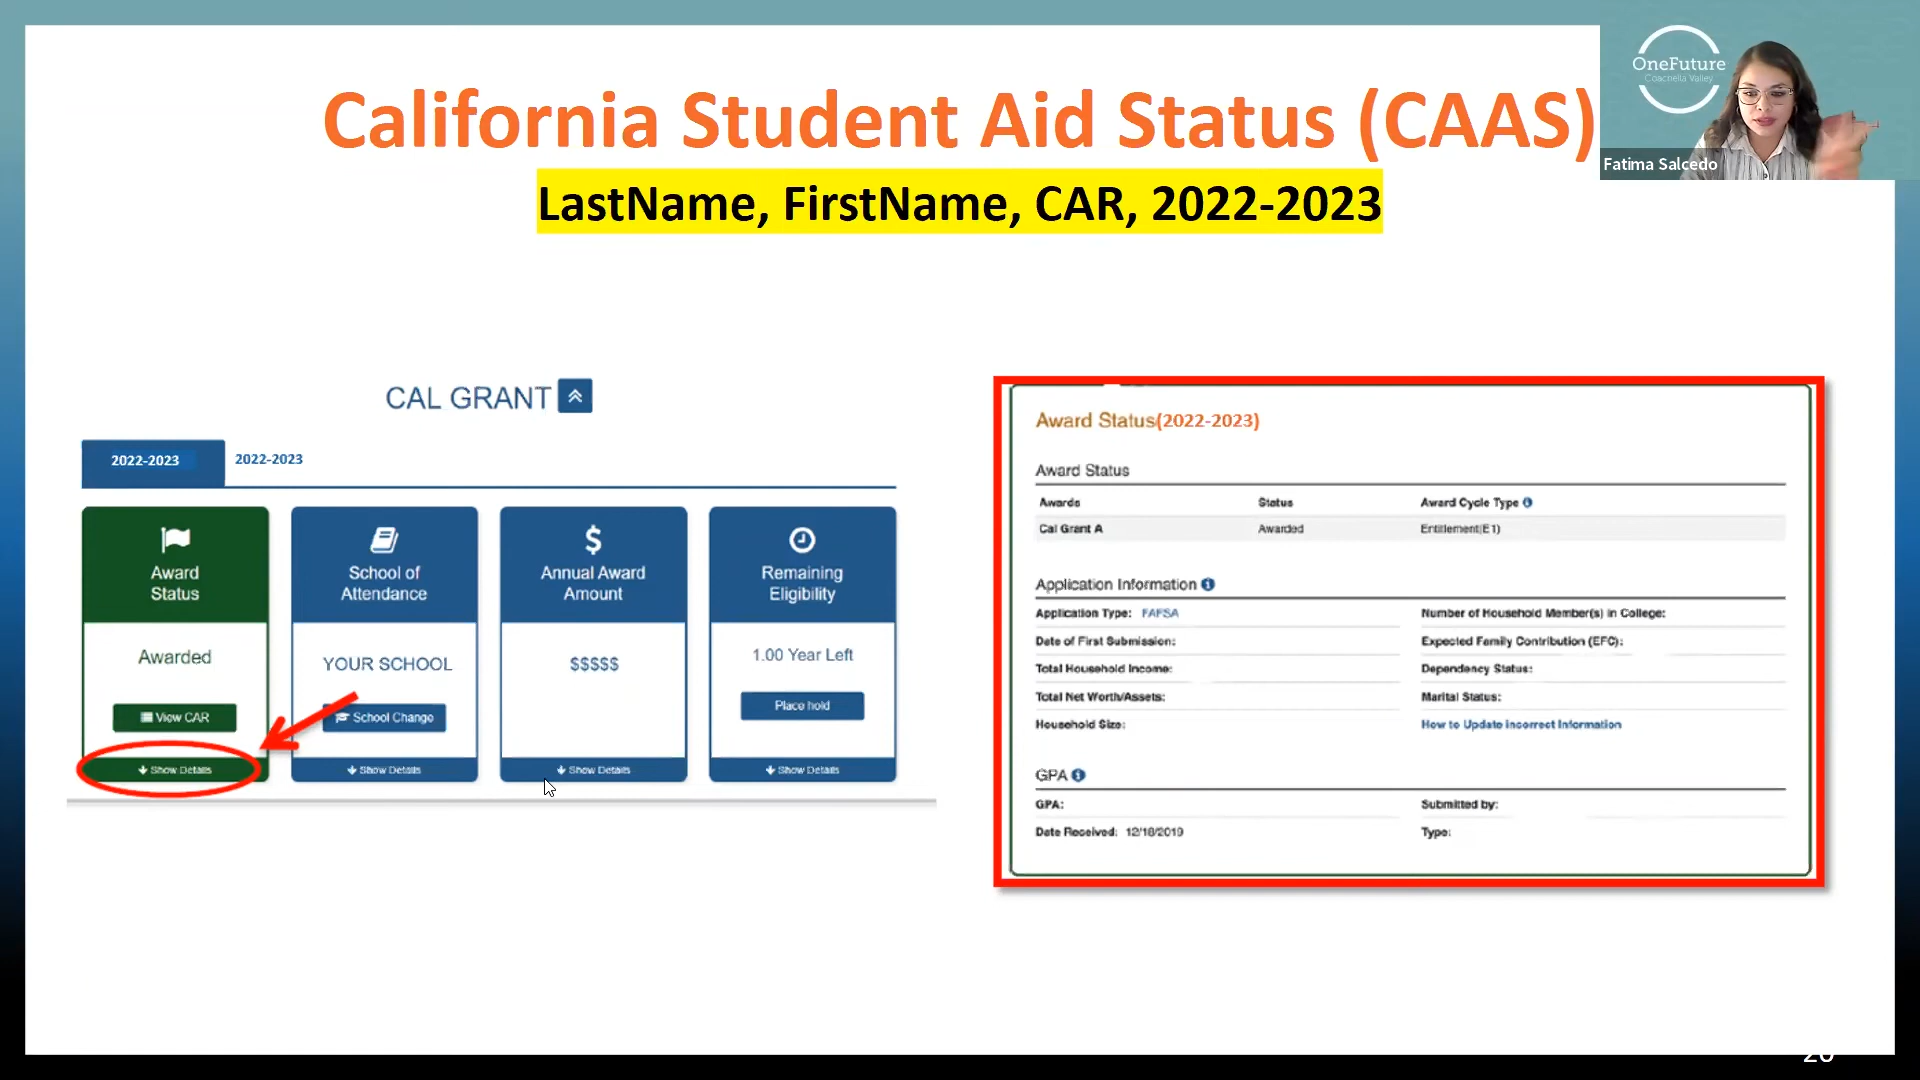 California Student Aid Status (CAAS)
LastName, FirstName, CAR, 2022-2023
OneFuture
Coachella Valley
Fatima Salcedo
CAL GRANT
2022-2023
2022-2023
Award
Status
Awarded
View CAR
Show Details
School of
Attendance
YOUR SCHOOL
School Change
Show Details
Annual Award
Amount
$$$$$
Show Details
Remaining
Eligibility
1.00 Year Left
Place hold
Show Details
Award Status(2022-2023)
Award Status
Awards Status Award Cycle Type
Cal Grant A Awarded Entitlement(E1)
Application Information
Application Type: FAFSA Number of Household Member(s) in College:
Date of First Submission: Expected Family Contribution (EFC):
Total Household Income: Dependency Status:
Total Net Worth/Assets: Marital Status:
Household Size: How to Update Incorrect Information
GPA
GPA: Submitted by:
Date Received: 12/18/2019 Type: